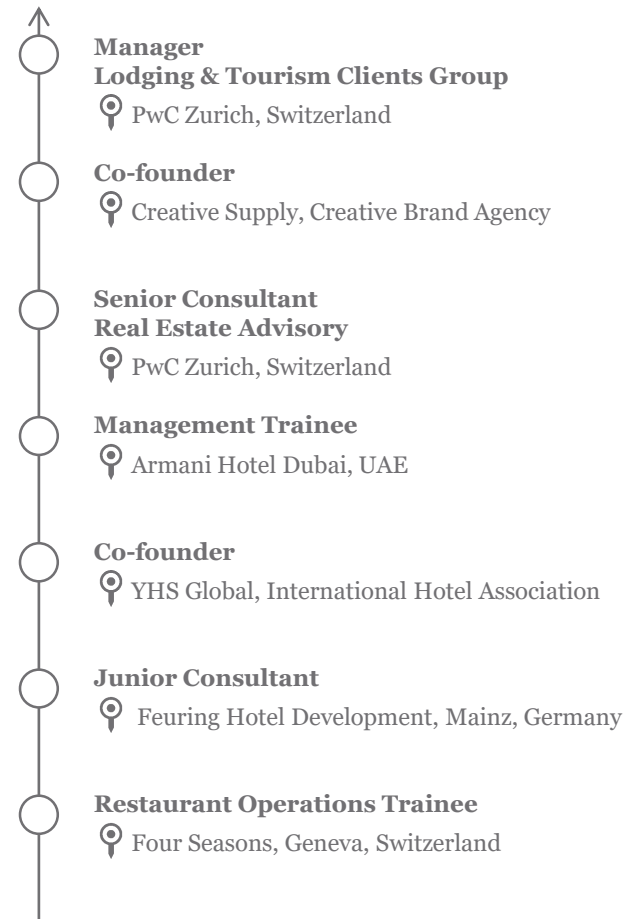 Manager
Lodging & Tourism Clients Group
PwC Zurich, Switzerland
Co-founder
Creative Supply, Creative Brand Agency
Senior Consultant
Real Estate Advisory
PwC Zurich, Switzerland
Management Trainee
Armani Hotel Dubai, UAE
Co-founder
YHS Global, International Hotel Association
Junior Consultant
Feuring Hotel Development, Mainz, Germany
Restaurant Operations Trainee
Four Seasons, Geneva, Switzerland